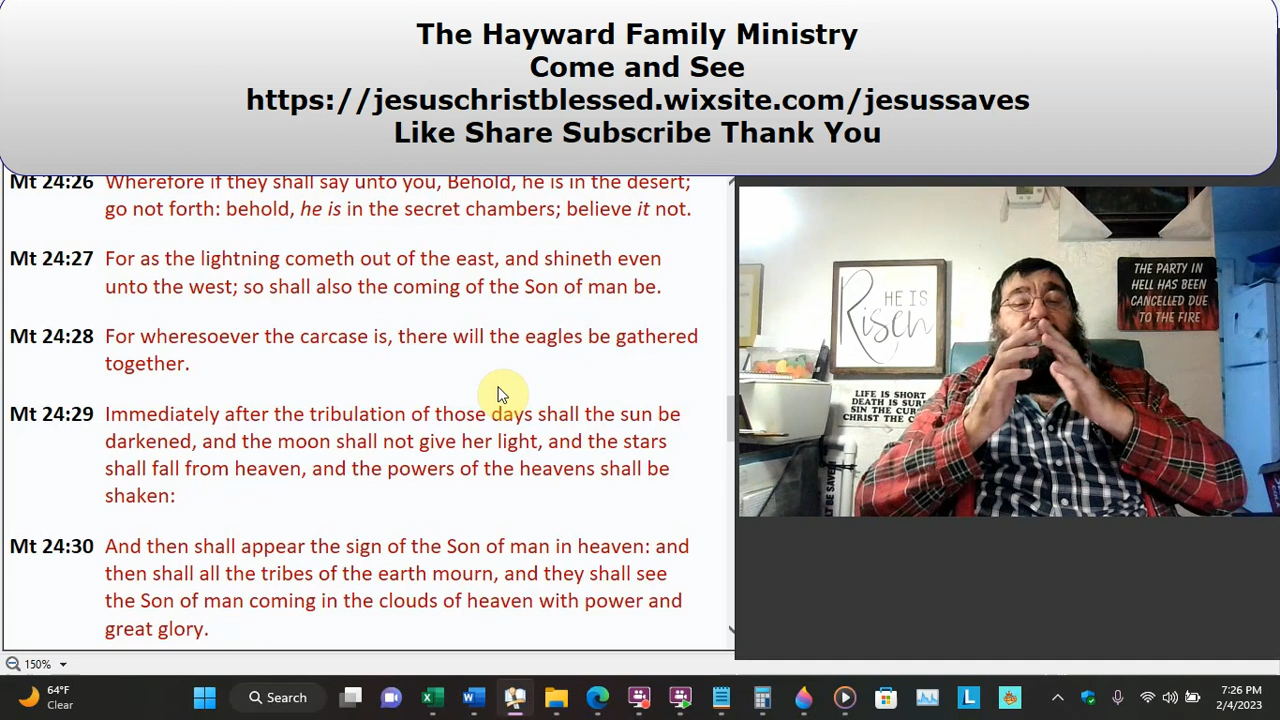 The Hayward Family Ministry
Come and See
https://jesuschristblessed.wixsite.com/jesussaves
Like Share Subscribe Thank You
Mt 24:26 Wherefore if they shall say unto you, Behold, he is in the desert;
go not forth: behold, he is in the secret chambers; believe it not.
Mt 24:27 For as the lightning cometh out of the east, and shineth even
unto the west; so shall also the coming of the Son of man be.
Mt 24:28 For wheresoever the carcase is, there will the eagles be gathered
together.
Mt 24:29 Immediately after the tribulation of those days shall the sun be
darkened, and the moon shall not give her light, and the stars
shall fall from heaven, and the powers of the heavens shall be
shaken:
Mt 24:30 And then shall appear the sign of the Son of man in heaven: and
then shall all the tribes of the earth mourn, and they shall see
the Son of man coming in the clouds of heaven with power and
great glory.
HE IS
Risen
THE PARTY IN
HELL HAS BEEN
CANCELLED DUE
TO THE FIRE
LIFE IS SHORT
DEATH IS SURE
SIN THE CUR
CHRIST THE C
BE SAVE
150%
64°F
Clear
Search
L
7:26 PM
2/4/2023